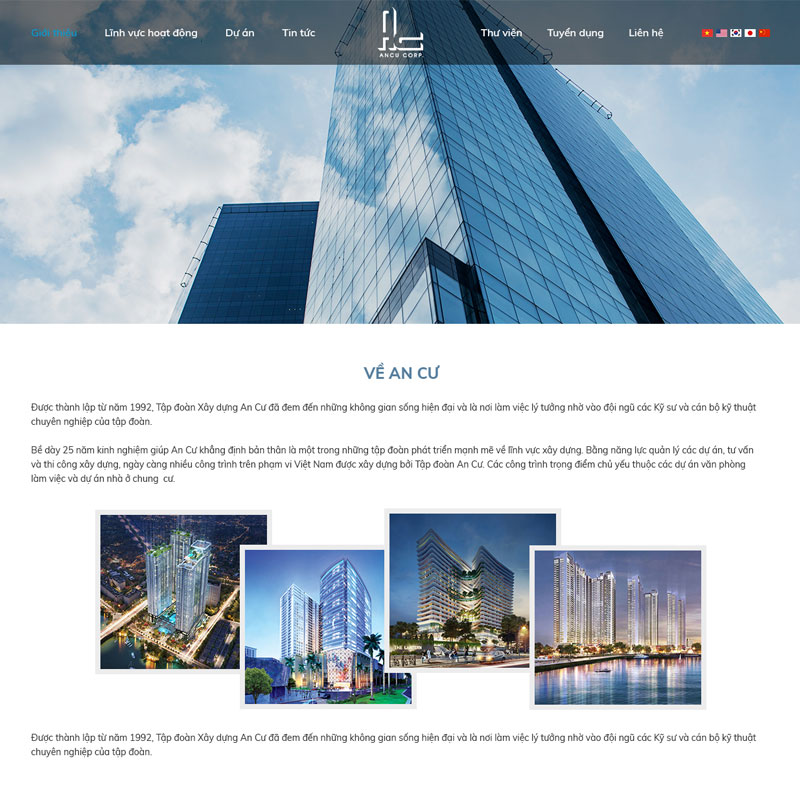 Giới thiệu
Lĩnh vực hoạt động
Dự án
Tin tức
ANCU CORP.
Thư viện
Tuyển dụng
Liên hệ
VỀ AN CƯ
Được thành lập từ năm 1992, Tập đoàn Xây dựng An Cư đã đem đến những không gian sống hiện đại và là nơi làm việc lý tưởng nhờ vào đội ngũ các Kỹ sư và cán bộ kỹ thuật
chuyên nghiệp của tập đoàn.
Bề dày 25 năm kinh nghiệm giúp An Cư khẳng định bản thân là một trong những tập đoàn phát triển mạnh mẽ về lĩnh vực xây dựng. Bằng năng lực quản lý các dự án, tư vấn
và thi công xây dựng, ngày càng nhiều công trình trên phạm vi Việt Nam được xây dựng bởi Tập đoàn An Cư. Các công trình trọng điểm chủ yếu thuộc các dự án văn phòng
làm việc và dự án nhà ở chung cư.
Được thành lập từ năm 1992, Tập đoàn Xây dựng An Cư đã đem đến những không gian sống hiện đại và là nơi làm việc lý tưởng nhờ vào đội ngũ các Kỹ sư và cán bộ kỹ thuật
chuyên nghiệp của tập đoàn.